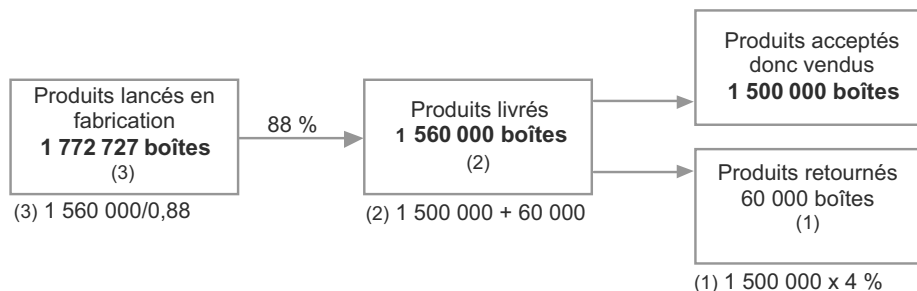 Produits lancés en
fabrication
1 772 727 boîtes
(3)
(3) 1 560 000/0,88
88 %
Produits livrés
1 560 000 boîtes
(2)
(2) 1 500 000 + 60 000
Produits acceptés
donc vendus
1 500 000 boîtes
Produits retournés
60 000 boîtes
(1)
(1) 1 500 000 x 4 %